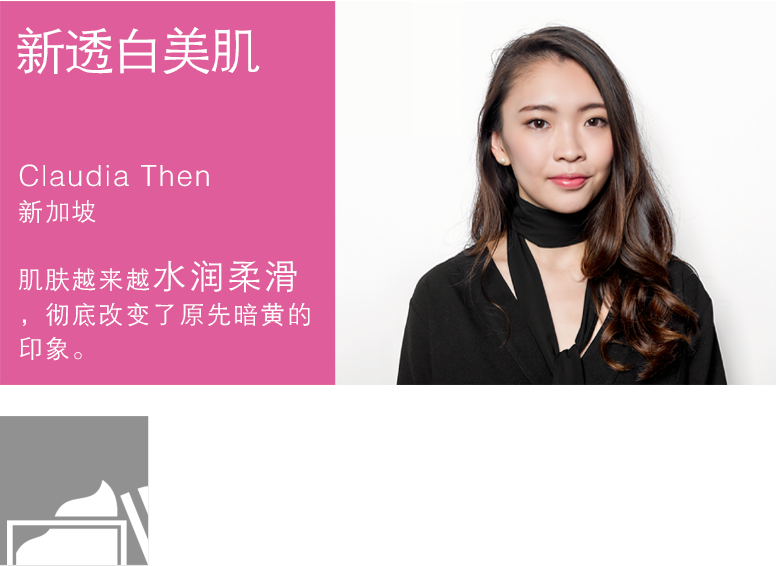 新透白美肌
Claudia Then
新加坡
肌肤越来越水润柔滑
，彻底改变了原先暗黄的
印象。